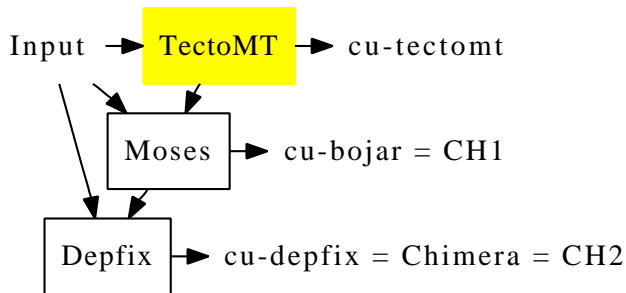 Input TectoMT cu-tectomt
Moses cu-bojar = CH1
Depfix cu-depfix = Chimera = CH2